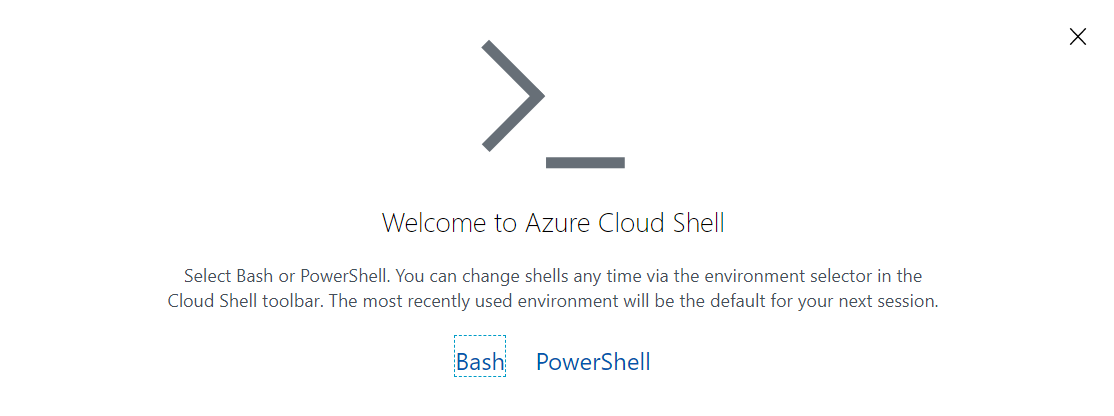 Welcome to Azure Cloud Shell
Select Bash or PowerShell. You can change shells any time via the environment selector in the
Cloud Shell toolbar. The most recently used environment will be the default for your next session.
Bash PowerShell